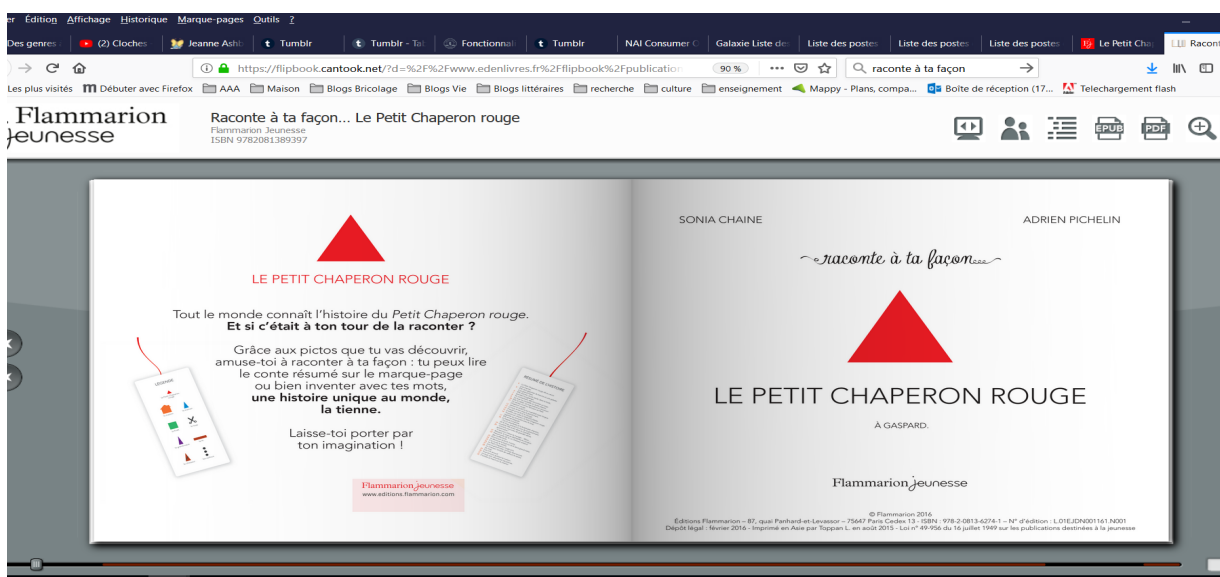 er Édition Affichage Historique Marque-pages Outils ?
Des genres (2) Cloches Jeanne Ashb Tumblr Tumblr - Tal Fonctionnali Tumblr NAI Consumer O Galaxie Liste des Liste des postes Liste des postes Liste des postes Le Petit Chap Racont
https://flipbook.cantook.net/?d=%2F%2Fwww.edenlivres.fr%2Fflipbook%2Fpublication 90 % ... raconte à ta façon
Les plus visités Débuter avec Firefox AAA Maison Blogs Bricolage Blogs Vie Blogs littéraires recherche culture enseignement Mappy - Plans, compa... Boîte de réception (17... Telechargement flash
Flammarion
jeunesse
Raconte à ta façon... Le Petit Chaperon rouge
Flammarion Jeunesse
ISBN 9782081389397
EPUB PDF
LE PETIT CHAPERON ROUGE
Tout le monde connaît l'histoire du Petit Chaperon rouge.
Et si c'était à ton tour de la raconter ?
Grâce aux pictos que tu vas découvrir,
amuse-toi à raconter à ta façon : tu peux lire
le conte résumé sur le marque-page
ou bien inventer avec tes mots,
une histoire unique au monde,
la tienne.
Laisse-toi porter par
ton imagination !
LÉGENDE
Flammarion jeunesse
www.editions.flammarion.com
SONIA CHAINE ADRIEN PICHELIN
raconte à ta façon...
LE PETIT CHAPERON ROUGE
À GASPARD.
Flammarion jeunesse
© Flammarion 2016
Éditions Flammarion – 87, quai Panhard-et-Levassor – 75647 Paris Cedex 13 - ISBN : 978-2-0813-6274-1 – N° d'édition : L.01EJDN001161.N001
Dépôt légal : février 2016 - Imprimé en Asie par Toppan L. en août 2015 - Loi n° 49-956 du 16 juillet 1949 sur les publications destinées à la jeunesse